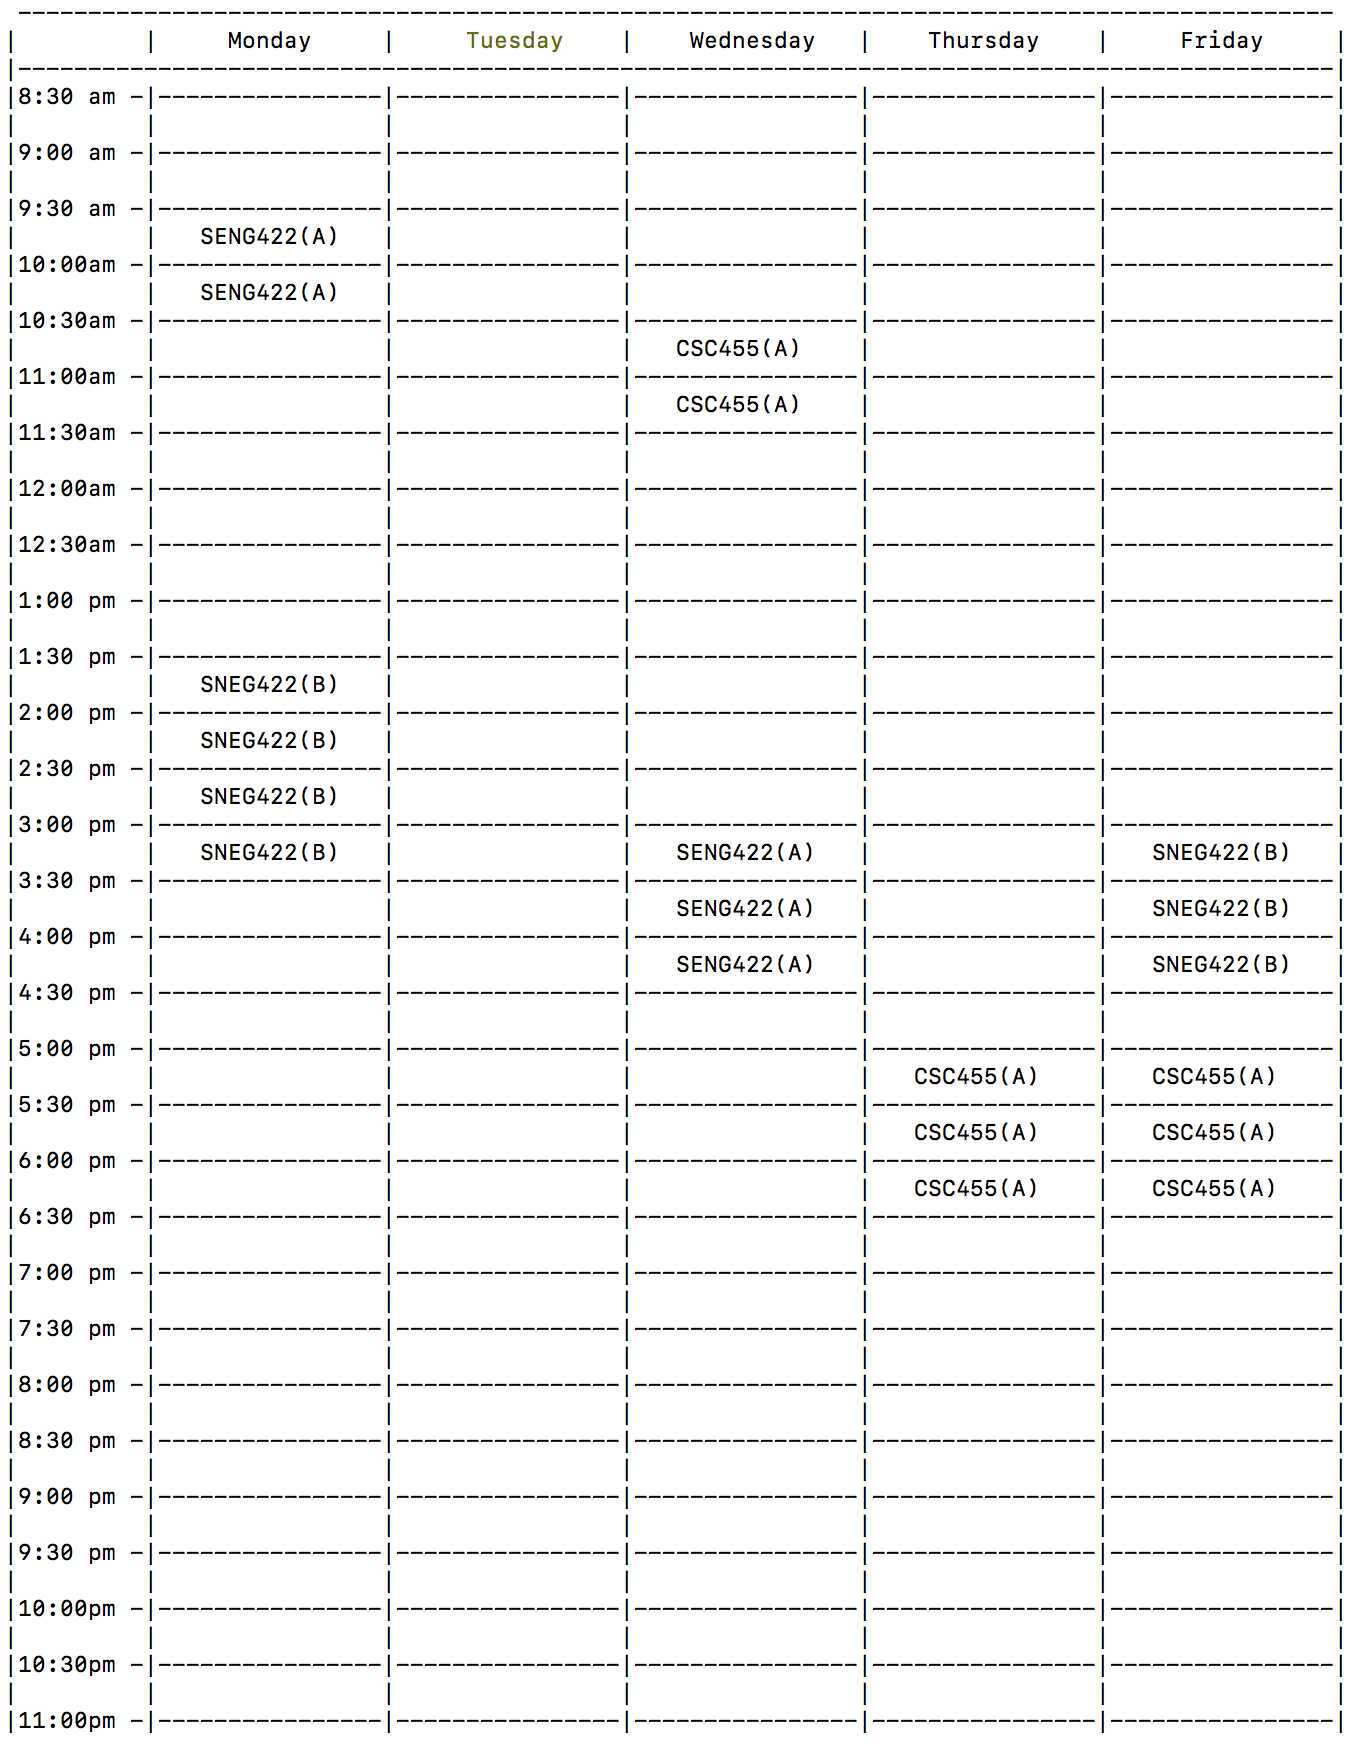 Monday Tuesday Wednesday Thursday Friday
8:30 am
9:00 am
9:30 am
SENG422(A)
10:00am
SENG422(A)
10:30am
CSC455(A)
11:00am
CSC455(A)
11:30am
12:00am
12:30am
1:00 pm
1:30 pm
SNEG422(B)
2:00 pm
SNEG422(B)
2:30 pm
SNEG422(B)
3:00 pm
SNEG422(B) SENG422(A) SNEG422(B)
3:30 pm
SENG422(A) SNEG422(B)
4:00 pm
SENG422(A) SNEG422(B)
4:30 pm
5:00 pm
CSC455(A) CSC455(A)
5:30 pm
CSC455(A) CSC455(A)
6:00 pm
CSC455(A) CSC455(A)
6:30 pm
7:00 pm
7:30 pm
8:00 pm
8:30 pm
9:00 pm
9:30 pm
10:00pm
10:30pm
11:00pm